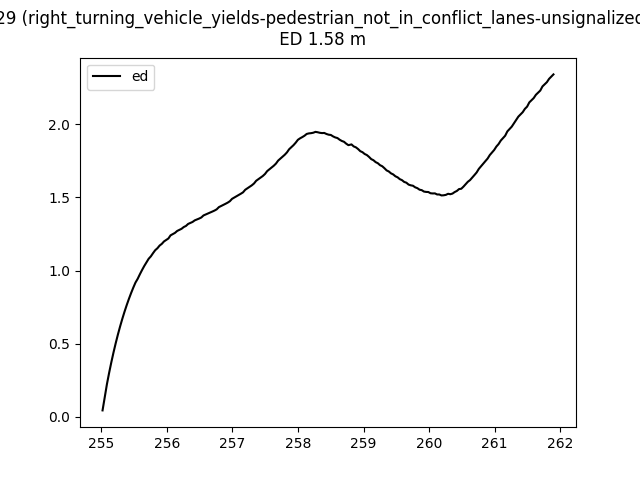 29 (right_turning_vehicle_yields-pedestrian_not_in_conflict_lanes-unsignalized
ED 1.58 m
ed
2.0
1.5
1.0
0.5
0.0
255 256 257 258 259 260 261 262